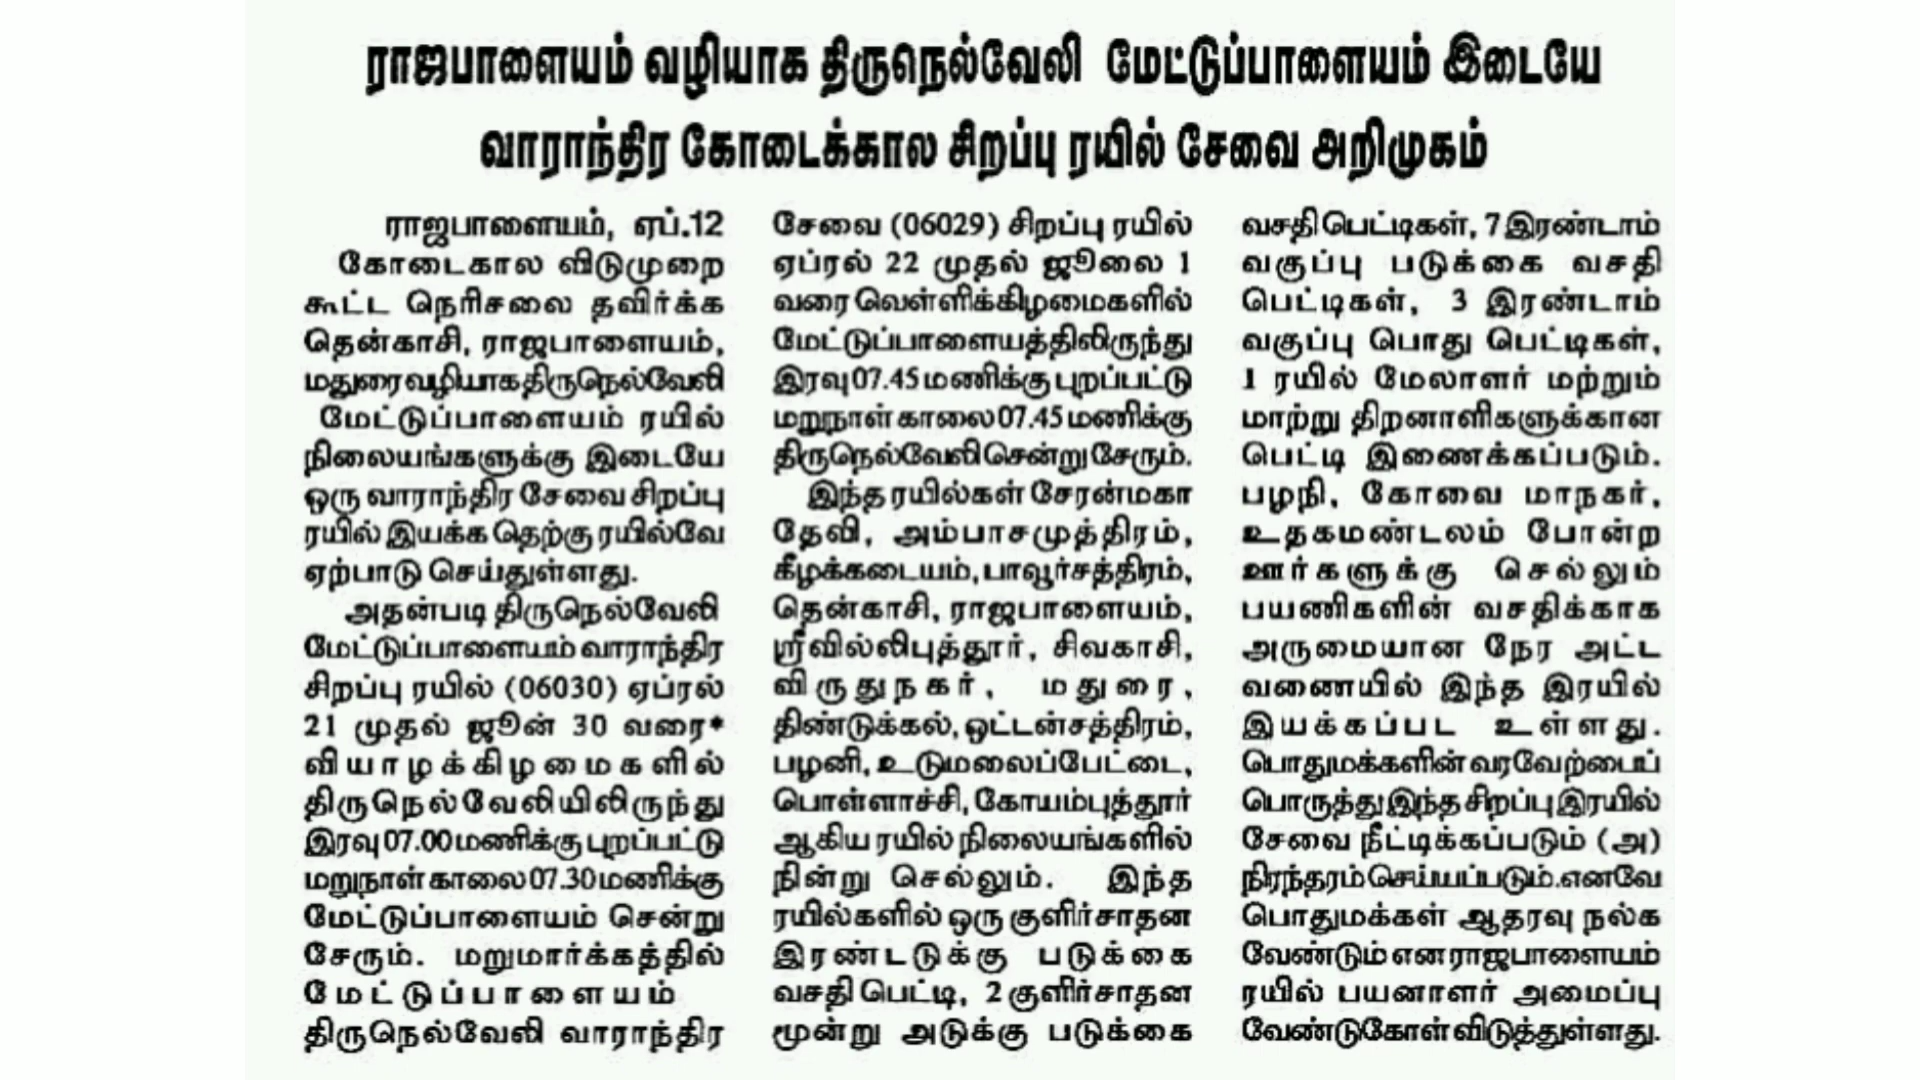 ராஜபாளையம் வழியாக திருநெல்வேலி மேட்டுப்பாளையம் இடையே
வாராந்திர கோடைக்கால சிறப்பு ரயில் சேவை அறிமுகம்
ராஜபாளையம், ஏப்.12
கோடைகால விடுமுறை
கூட்ட நெரிசலை தவிர்க்க
தென்காசி, ராஜபாளையம்,
மதுரை வழியாக திருநெல்வேலி
மேட்டுப்பாளையம் ரயில்
நிலையங்களுக்கு இடையே
ஒரு வாராந்திர சேவை சிறப்பு
ரயில் இயக்க தெற்கு ரயில்வே
ஏற்பாடு செய்துள்ளது.
அதன்படி திருநெல்வேலி
மேட்டுப்பாளையம் வாராந்திர
சிறப்பு ரயில் (06030) ஏப்ரல்
21 முதல் ஜூன் 30 வரை*
வியாழக்கிழமைகளில்
திருநெல்வேலியிலிருந்து
இரவு 07.00 மணிக்கு புறப்பட்டு
மறுநாள் காலை 07.30 மணிக்கு
மேட்டுப்பாளையம் சென்று
சேரும். மறுமார்க்கத்தில்
மேட்டுப்பாளையம்
திருநெல்வேலி வாராந்திர
சேவை (06029) சிறப்பு ரயில்
ஏப்ரல் 22 முதல் ஜூலை 1
வரை வெள்ளிக்கிழமைகளில்
மேட்டுப்பாளையத்திலிருந்து
இரவு 07.45 மணிக்கு புறப்பட்டு
மறுநாள் காலை 07.45 மணிக்கு
திருநெல்வேலி சென்று சேரும்.
இந்த ரயில்கள் சேரன்மகா
தேவி, அம்பாசமுத்திரம்,
கீழக்கடையம், பாவூர்சத்திரம்,
தென்காசி, ராஜபாளையம்,
ஸ்ரீவில்லிபுத்தூர், சிவகாசி,
விருதுநகர், மதுரை,
திண்டுக்கல், ஒட்டன்சத்திரம்,
பழனி, உடுமலைப்பேட்டை,
பொள்ளாச்சி, கோயம்புத்தூர்
ஆகிய ரயில் நிலையங்களில்
நின்று செல்லும். இந்த
ரயில்களில் ஒரு குளிர்சாதன
இரண்டடுக்கு படுக்கை
வசதி பெட்டி, 2 குளிர்சாதன
மூன்று அடுக்கு படுக்கை
வசதி பெட்டிகள், 7 இரண்டாம்
வகுப்பு படுக்கை வசதி
பெட்டிகள், 3 இரண்டாம்
வகுப்பு பொது பெட்டிகள்,
1 ரயில் மேலாளர் மற்றும்
மாற்று திறனாளிகளுக்கான
பெட்டி இணைக்கப்படும்.
பழநி, கோவை மாநகர்,
உதகமண்டலம் போன்ற
ஊர்களுக்கு செல்லும்
பயணிகளின் வசதிக்காக
அருமையான நேர அட்ட
வணையில் இந்த இரயில்
இயக்கப்பட உள்ளது.
பொதுமக்களின் வரவேற்பைப்
பொருத்து இந்த சிறப்பு இரயில்
சேவை நீட்டிக்கப்படும் (அ)
நிரந்தரம் செய்யப்படும். எனவே
பொதுமக்கள் ஆதரவு நல்க
வேண்டும் என ராஜபாளையம்
ரயில் பயனாளர் அமைப்பு
வேண்டுகோள் விடுத்துள்ளது.